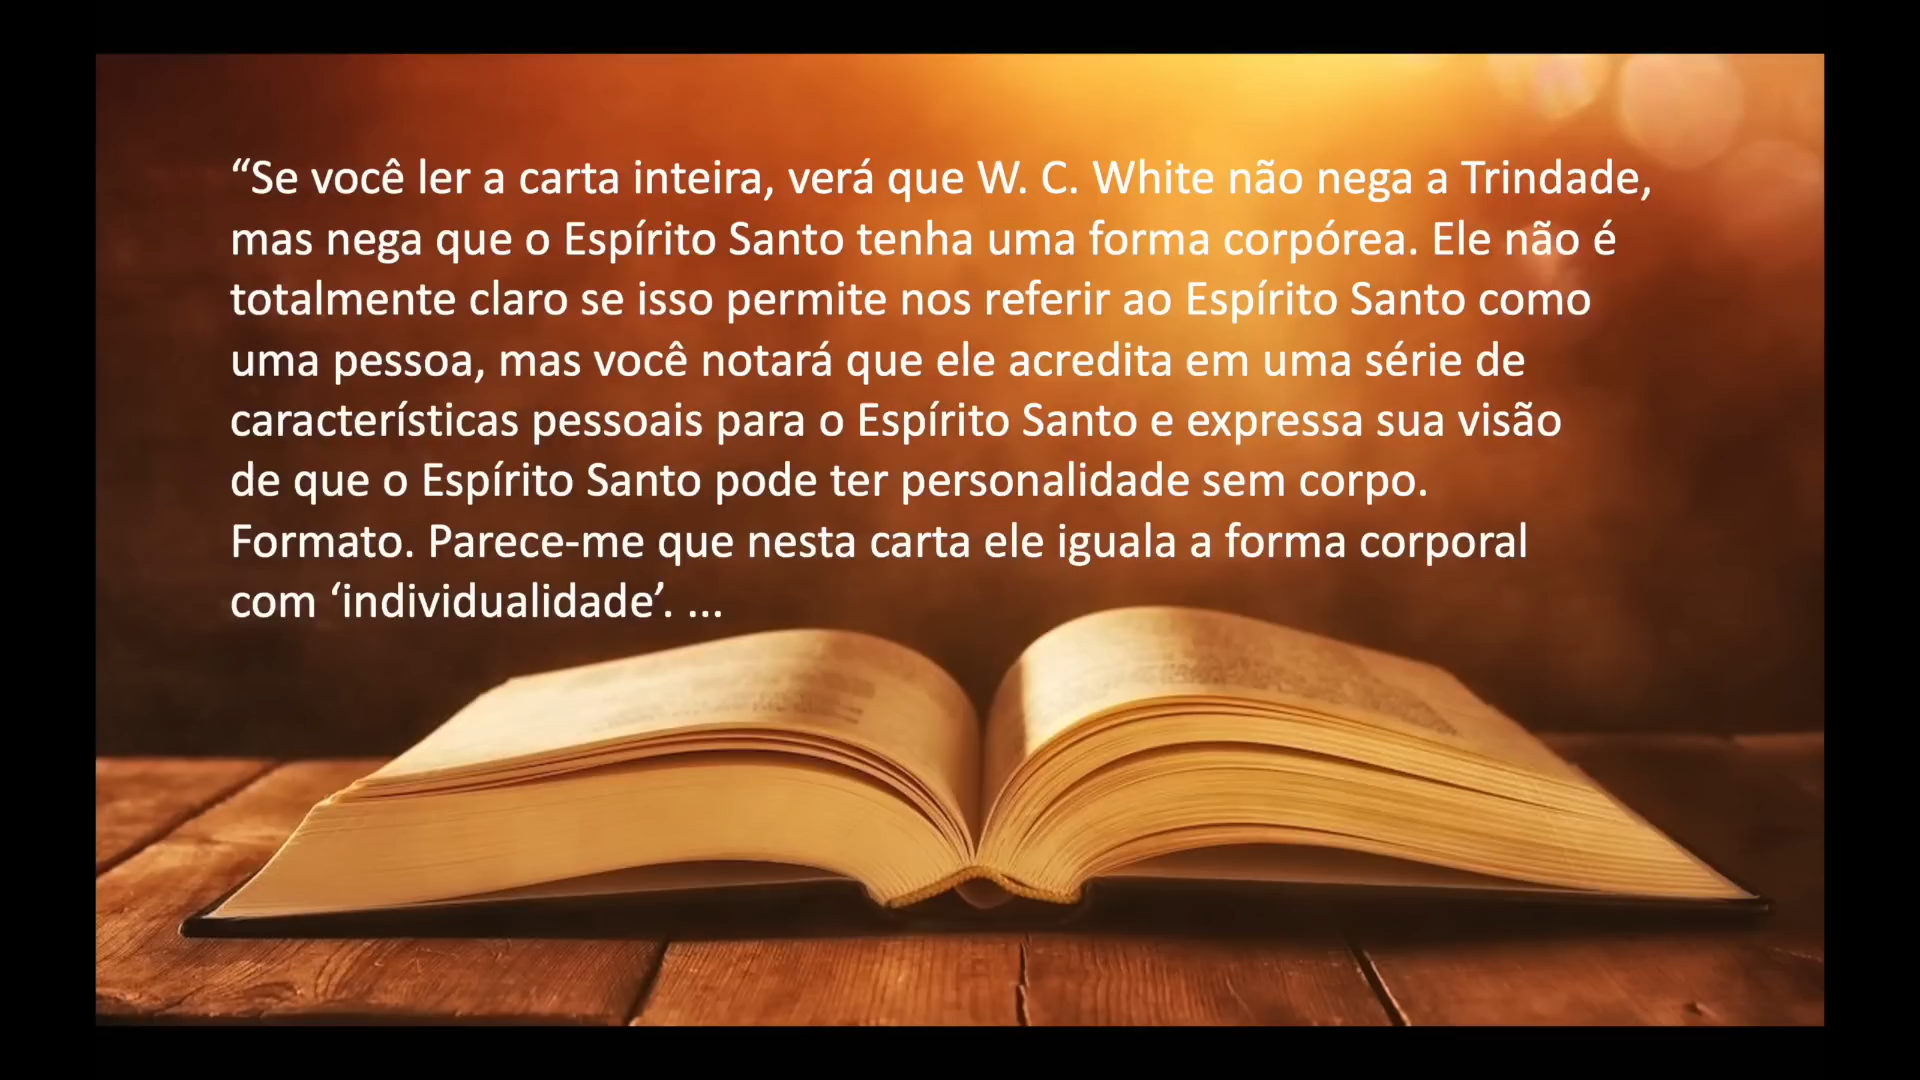 “Se você ler a carta inteira, verá que W. C. White não nega a Trindade,
mas nega que o Espírito Santo tenha uma forma corpórea. Ele não é
totalmente claro se isso permite nos referir ao Espírito Santo como
uma pessoa, mas você notará que ele acredita em uma série de
características pessoais para o Espírito Santo e expressa sua visão
de que o Espírito Santo pode ter personalidade sem corpo.
Formato. Parece-me que nesta carta ele iguala a forma corporal
com ‘individualidade’. ...